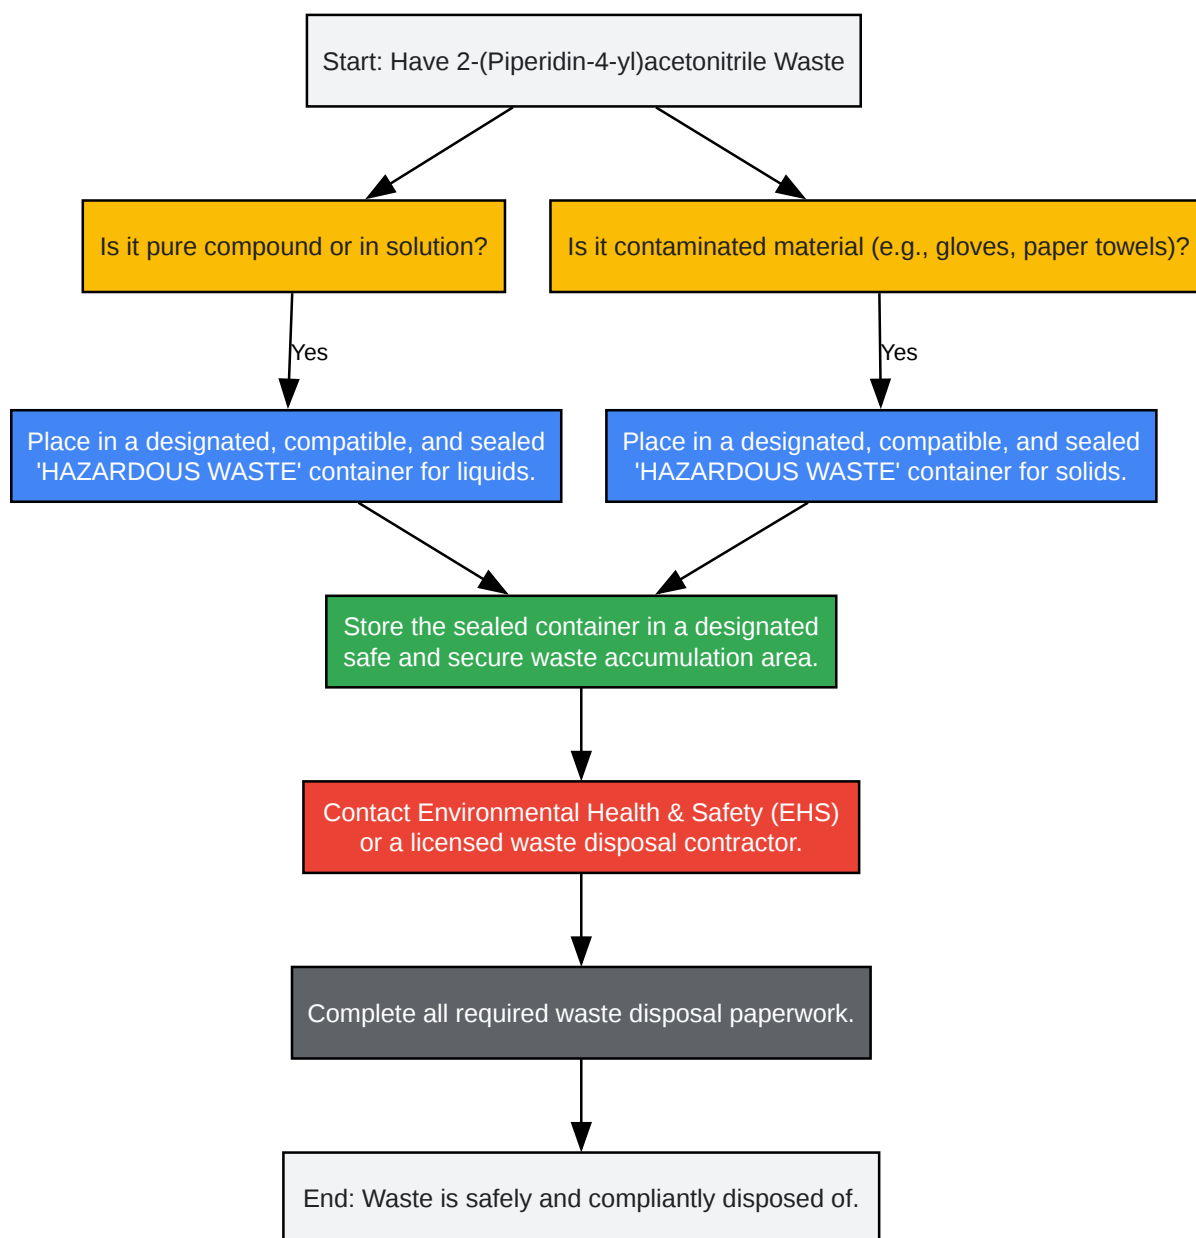 Start: Have 2-(Piperidin-4-yl)acetonitrile Waste
Is it pure compound or in solution?
Is it contaminated material (e.g., gloves, paper towels)?
Yes
Yes
Place in a designated, compatible, and sealed
'HAZARDOUS WASTE' container for liquids.
Place in a designated, compatible, and sealed
'HAZARDOUS WASTE' container for solids.
Store the sealed container in a designated
safe and secure waste accumulation area.
Contact Environmental Health & Safety (EHS)
or a licensed waste disposal contractor.
Complete all required waste disposal paperwork.
End: Waste is safely and compliantly disposed of.